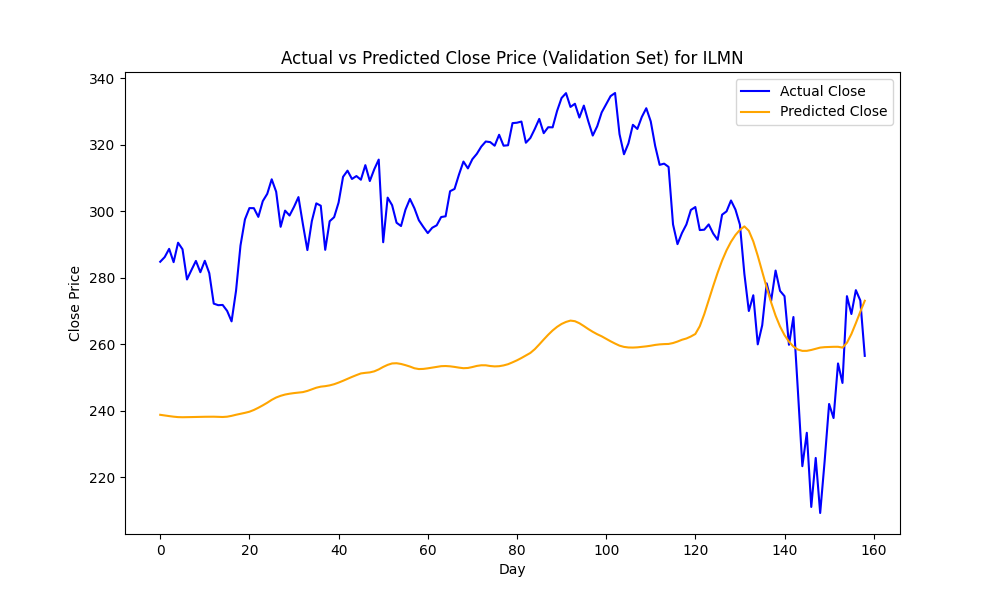 Actual vs Predicted Close Price (Validation Set) for ILMN
Actual Close
Predicted Close
Close Price
340
320
300
280
260
240
220
0 20 40 60 80 100 120 140 160
Day